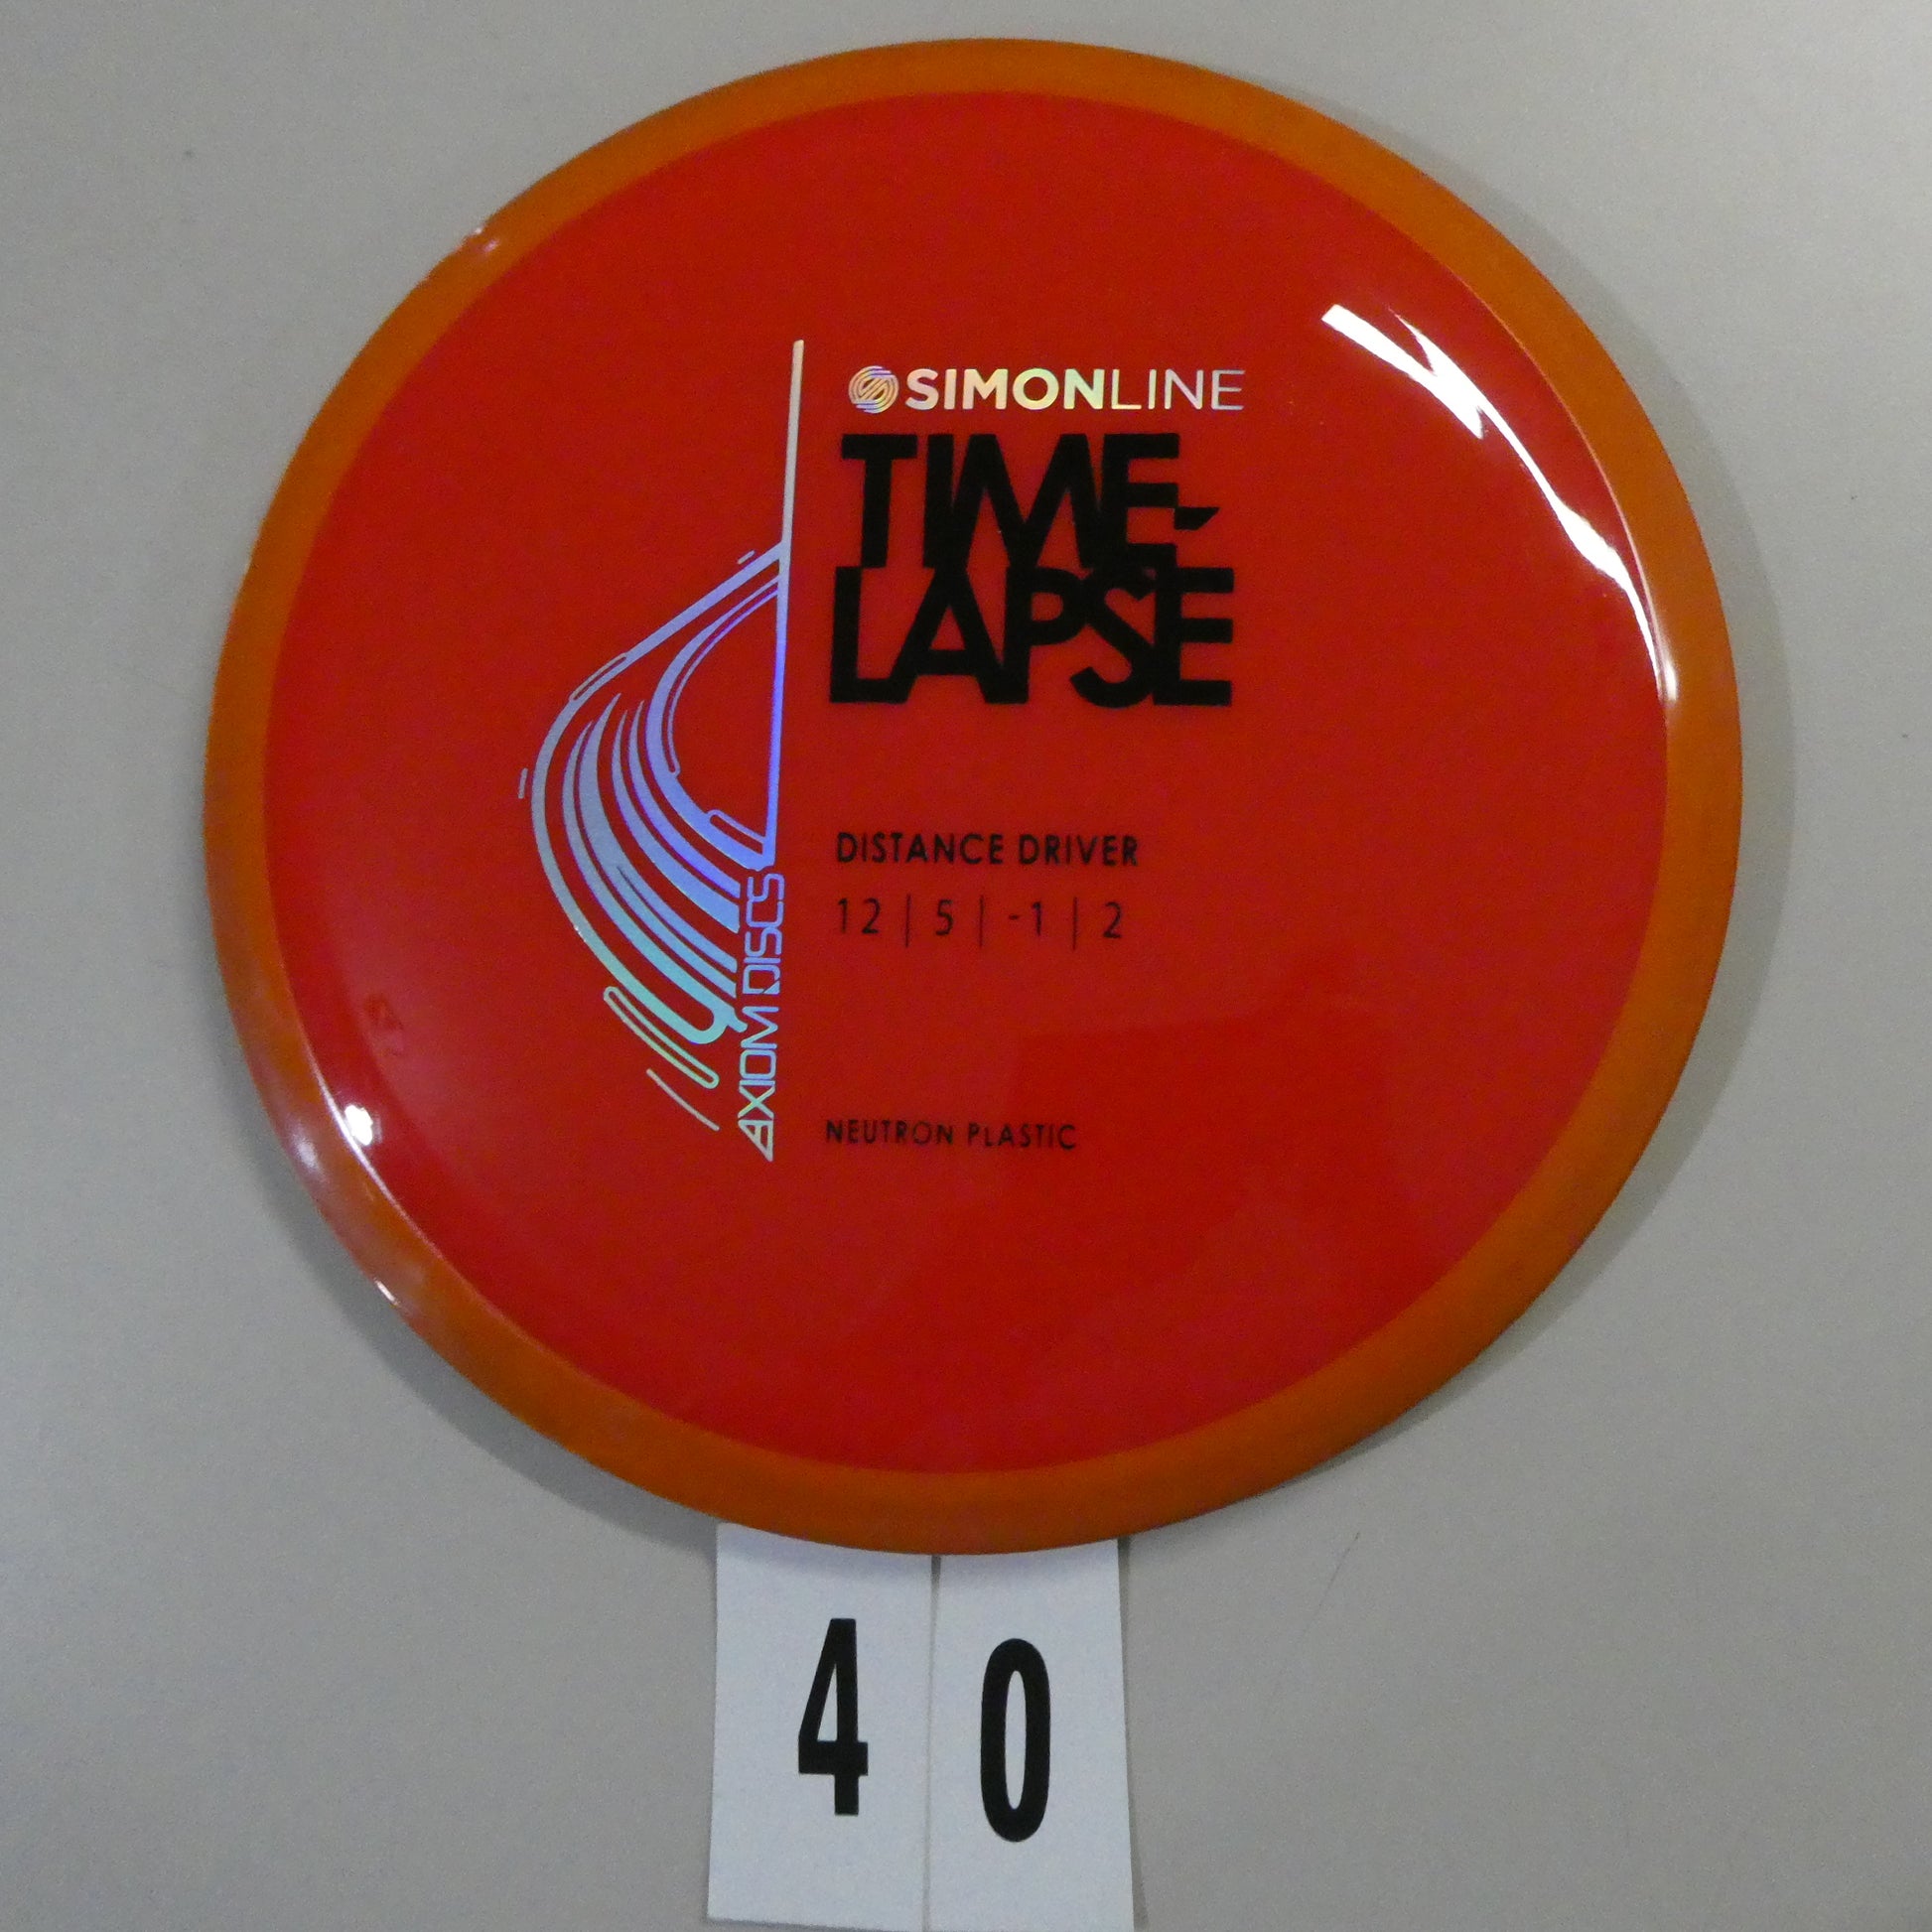 SIMONLINE
TIME-
LAPSE
DISTANCE DRIVER
12 | 5 | -1 | 2
AXIOM DISCS
NEUTRON PLASTIC
4 0